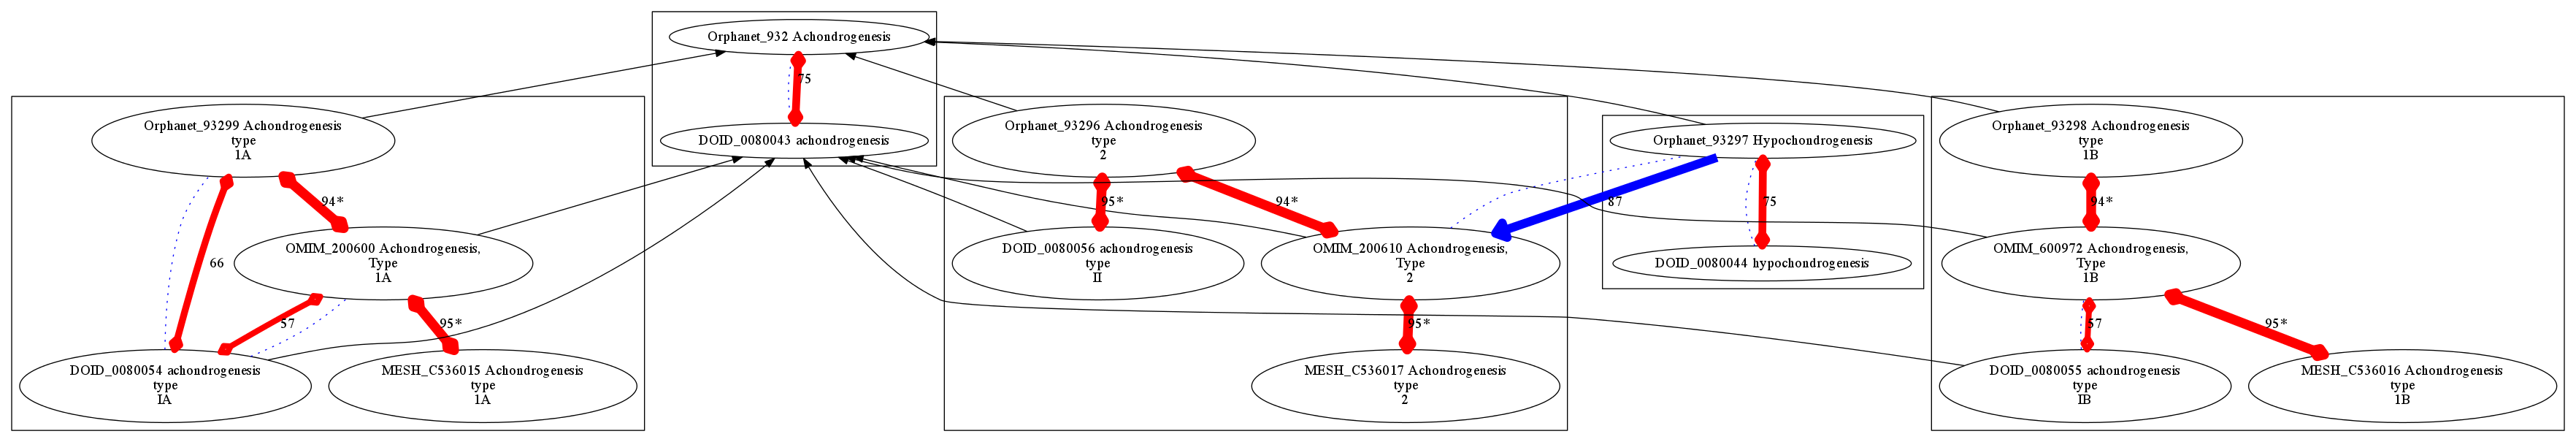 Orphanet_932 Achondrogenesis
75
DOID_0080043 achondrogenesis
Orphanet_93299 Achondrogenesis
type
1A
94*
66
OMIM_200600 Achondrogenesis,
Type
1A
57
95*
DOID_0080054 achondrogenesis
type
IA
MESH_C536015 Achondrogenesis
type
1A
Orphanet_93296 Achondrogenesis
type
2
95*
94*
DOID_0080056 achondrogenesis
type
II
OMIM_200610 Achondrogenesis,
Type
2
95*
MESH_C536017 Achondrogenesis
type
2
Orphanet_93297 Hypochondrogenesis
87
75
DOID_0080044 hypochondrogenesis
Orphanet_93298 Achondrogenesis
type
1B
94*
OMIM_600972 Achondrogenesis,
Type
1B
57
95*
DOID_0080055 achondrogenesis
type
IB
MESH_C536016 Achondrogenesis
type
1B